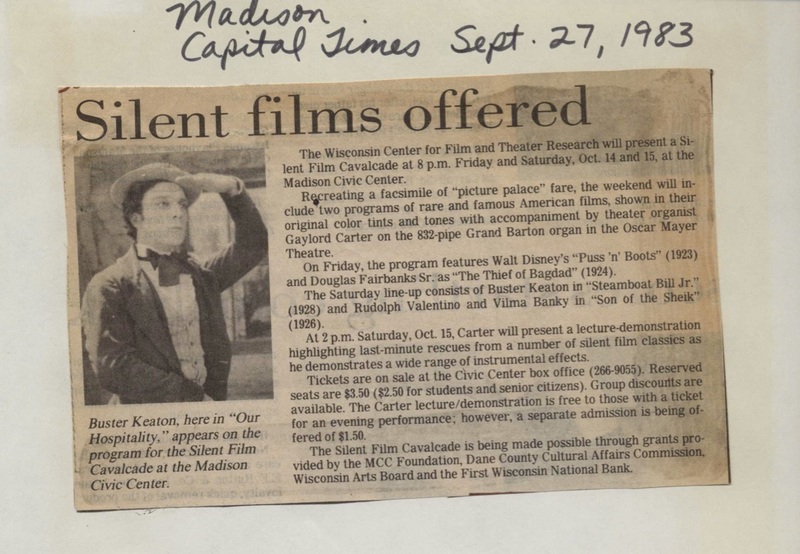 Madison
Capital Times Sept. 27, 1983
Silent films offered
The Wisconsin Center for Film and Theater Research will present a Si-
lent Film Cavalcade at 8 p.m. Friday and Saturday, Oct. 14 and 15, at the
Madison Civic Center.
Recreating a facsimile of "picture palace" fare, the weekend will in-
clude two programs of rare and famous American films, shown in their
original color tints and tones with accompaniment by theater organist
Gaylord Carter on the 832-pipe Grand Barton organ in the Oscar Mayer
Theatre.
On Friday, the program features Walt Disney's "Puss 'n' Boots" (1923)
and Douglas Fairbanks Sr. as "The Thief of Bagdad" (1924).
The Saturday line-up consists of Buster Keaton in "Steamboat Bill Jr."
(1928) and Rudolph Valentino and Vilma Banky in "Son of the Sheik"
(1926).
At 2 p.m. Saturday, Oct. 15, Carter will present a lecture-demonstration
highlighting last-minute rescues from a number of silent film classics as
he demonstrates a wide range of instrumental effects.
Tickets are on sale at the Civic Center box office (266-9055). Reserved
seats are $3.50 ($2.50 for students and senior citizens). Group discounts are
available. The Carter lecture/demonstration is free to those with a ticket
for an evening performance; however, a separate admission is being of-
fered of $1.50.
The Silent Film Cavalcade is being made possible through grants pro-
vided by the MCC Foundation, Dane County Cultural Affairs Commission,
Wisconsin Arts Board and the First Wisconsin National Bank.
Buster Keaton, here in "Our
Hospitality," appears on the
program for the Silent Film
Cavalcade at the Madison
Civic Center.